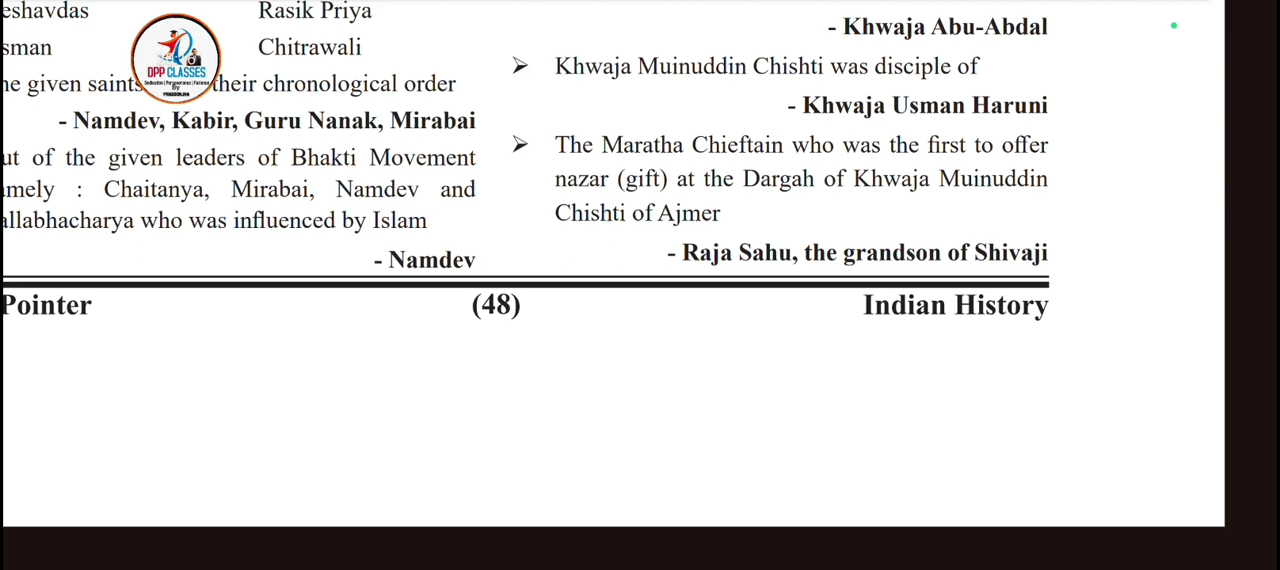 eshavdas Rasik Priya
sman Chitrawali
he given saints their chronological order
- Namdev, Kabir, Guru Nanak, Mirabai
ut of the given leaders of Bhakti Movement
mely : Chaitanya, Mirabai, Namdev and
allabhacharya who was influenced by Islam
- Namdev
DPP CLASSES
By
- Khwaja Abu-Abdal
➢ Khwaja Muinuddin Chishti was disciple of
- Khwaja Usman Haruni
➢ The Maratha Chieftain who was the first to offer
nazar (gift) at the Dargah of Khwaja Muinuddin
Chishti of Ajmer
- Raja Sahu, the grandson of Shivaji
Pointer (48) Indian History